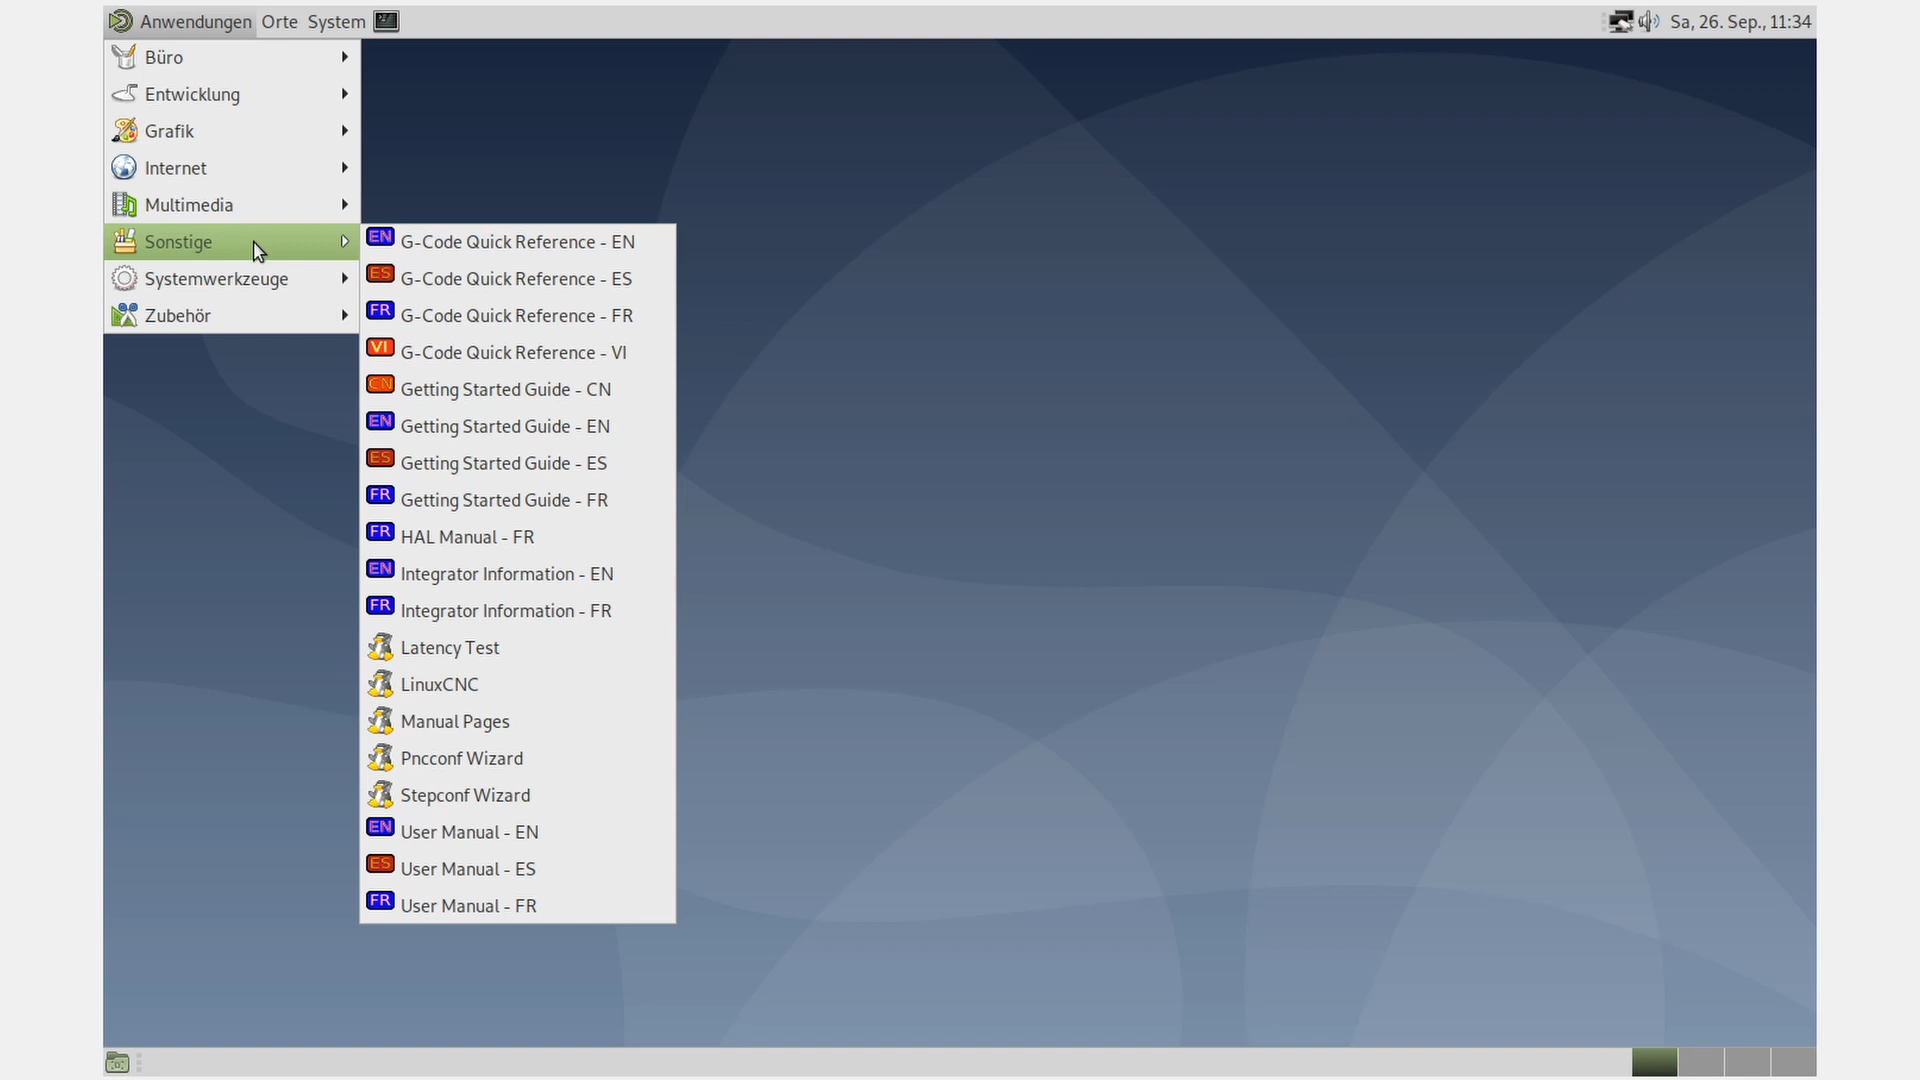 Anwendungen Orte System Sa, 26. Sep., 11:34
Büro
Entwicklung
Grafik
Internet
Multimedia
Sonstige
Systemwerkzeuge
Zubehör
EN G-Code Quick Reference - EN
ES G-Code Quick Reference - ES
FR G-Code Quick Reference - FR
VI G-Code Quick Reference - VI
CN Getting Started Guide - CN
EN Getting Started Guide - EN
ES Getting Started Guide - ES
FR Getting Started Guide - FR
FR HAL Manual - FR
EN Integrator Information - EN
FR Integrator Information - FR
Latency Test
LinuxCNC
Manual Pages
Pncconf Wizard
Stepconf Wizard
EN User Manual - EN
ES User Manual - ES
FR User Manual - FR